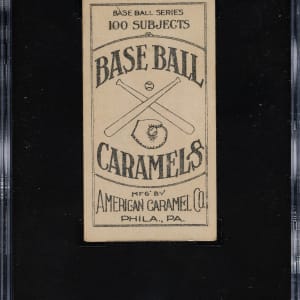 BASE BALL SERIES
100 SUBJECTS
BASE BALL
CARAMELS
MFG BY
AMERICAN CARAMEL CO.
PHILA., PA.